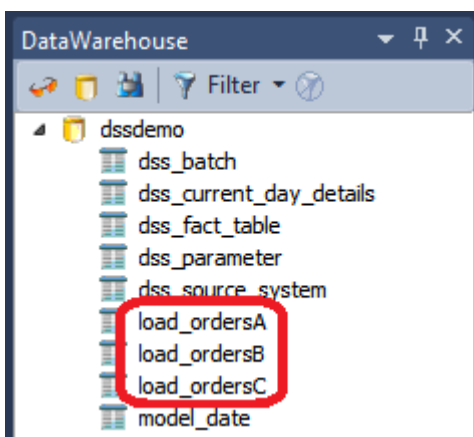 DataWarehouse
Filter
dssdemo
dss_batch
dss_current_day_details
dss_fact_table
dss_parameter
dss_source_system
load_ordersA
load_ordersB
load_ordersC
model_date